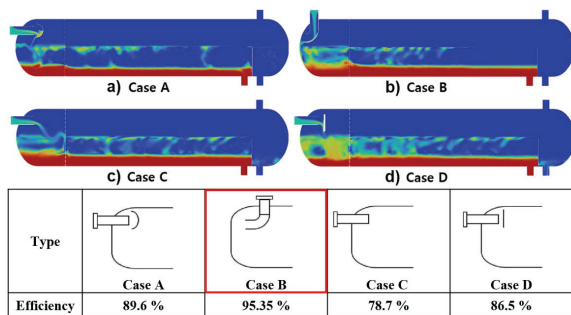 a) Case A
b) Case B
c) Case C
d) Case D
Type
Case A
Case B
Case C
Case D
Efficiency
89.6 %
95.35 %
78.7 %
86.5 %